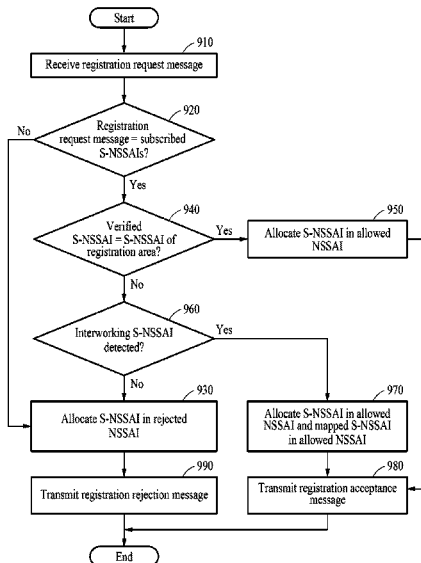 Start
910
Receive registration request message
920
No
Registration
request message = subscribed
S-NSSAIs?
Yes
940
950
Verified
S-NSSAI = S-NSSAI of
registration area?
Yes
Allocate S-NSSAI in allowed
NSSAI
No
960
Interworking S-NSSAI
detected?
Yes
No
930
970
Allocate S-NSSAI in rejected
NSSAI
Allocate S-NSSAI in allowed
NSSAI and mapped S-NSSAI
in allowed NSSAI
990
980
Transmit registration rejection message
Transmit registration acceptance
message
End